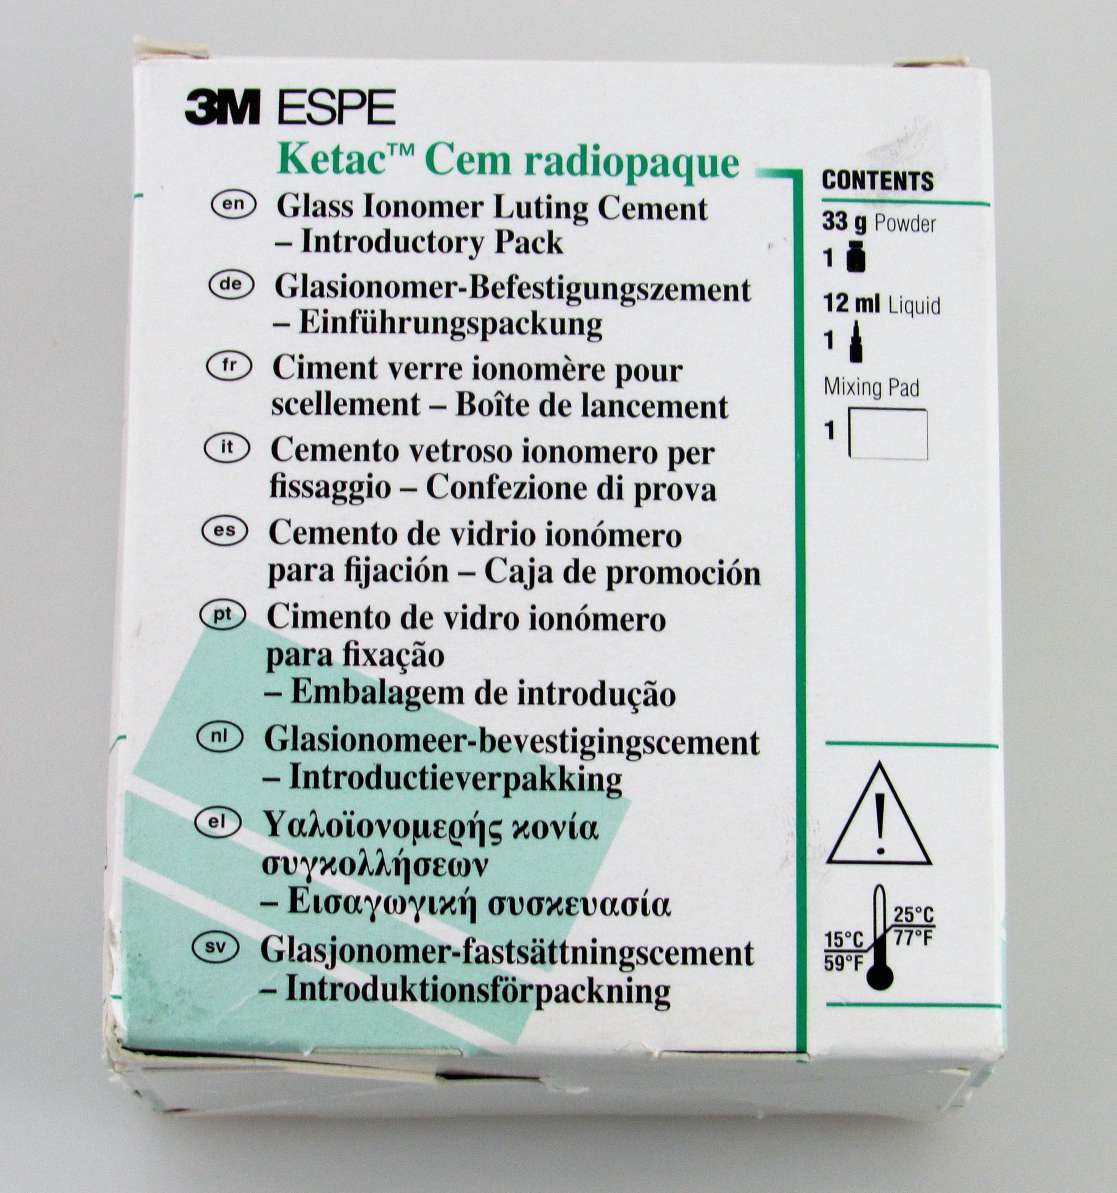 3M ESPE
Ketac™ Cem radiopaque
en Glass Ionomer Luting Cement
– Introductory Pack
de Glasionomer-Befestigungszement
– Einführungspackung
fr Ciment verre ionomère pour
scellement – Boîte de lancement
it Cemento vetroso ionomero per
fissaggio – Confezione di prova
es Cemento de vidrio ionómero
para fijación – Caja de promoción
pt Cimento de vidro ionómero
para fixação
– Embalagem de introdução
nl Glasionomeer-bevestigingscement
– Introductieverpakking
el Υαλοϊονομερής κονία
συγκολλήσεων
– Εισαγωγική συσκευασία
sv Glasjonomer-fastsättningscement
– Introduktionsförpackning
CONTENTS
33 g Powder
1
12 ml Liquid
1
Mixing Pad
1
!
25°C
77°F
15°C
59°F